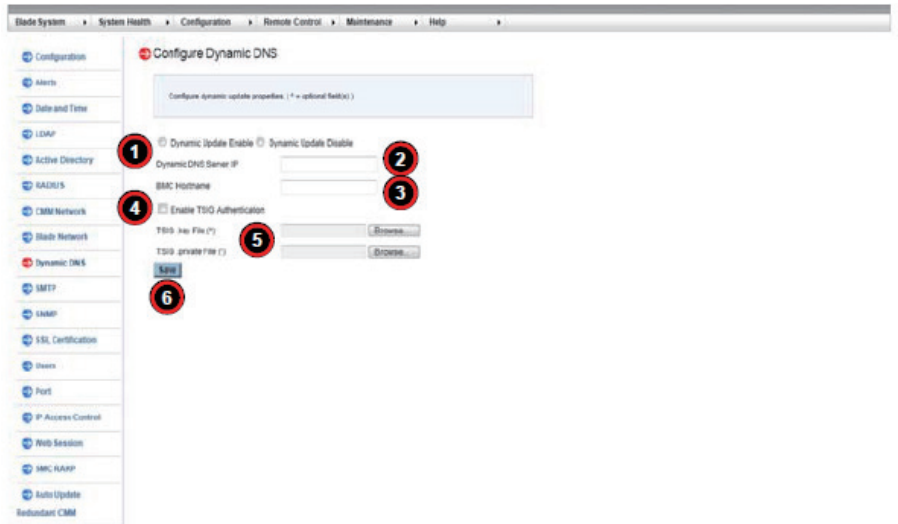 Blade System System Health Configuration Remote Control Maintenance Help
Configuration
Alerts
Date and Time
LDAP
Active Directory
RADIUS
CMM Network
Blade Network
Dynamic DNS
SMTP
SNMP
SSL Certification
Users
Port
IP Access Control
Web Session
SMC RAKP
Auto Update
Redundant CMM
Configure Dynamic DNS
Configure dynamic update properties. ( * = optional field(s) )
1
Dynamic Update Enable Dynamic Update Disable
Dynamic DNS Server IP
2
BMC Hostname
3
4
Enable TSIG Authentication
TSIG .key File (*) Browse...
5
TSIG .private File (*) Browse...
Save
6